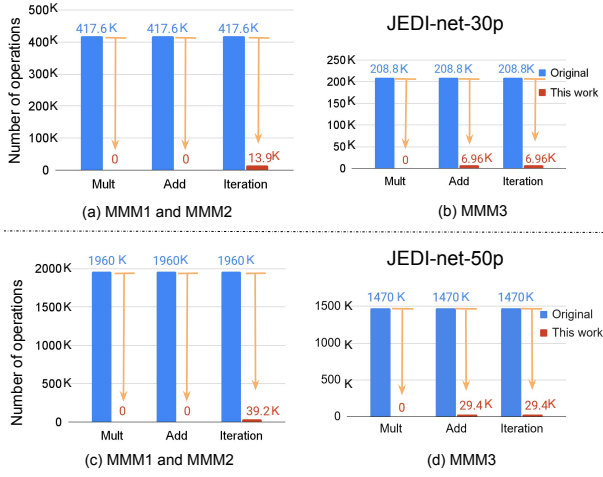 JEDI-net-30p
Number of operations
500K
400K
300K
200K
100K
0
417.6 K 417.6K 417.6K
0 0 13.9K
Mult Add Iteration
(a) MMM1 and MMM2
250K
200K
150K
100K
50K
0
208.8K 208.8K 208.8K
0 6.96K 6.96K
Mult Add Iteration
Original
This work
(b) MMM3
JEDI-net-50p
Number of operations
2000K
1500K
1000K
500K
0
1960 K 1960K 1960 K
0 0 39.2K
Mult Add Iteration
(c) MMM1 and MMM2
1500 K
1000 K
500 K
0
1470 K 1470 K 1470K
0 29.4 K 29.4K
Mult Add Iteration
Original
This work
(d) MMM3